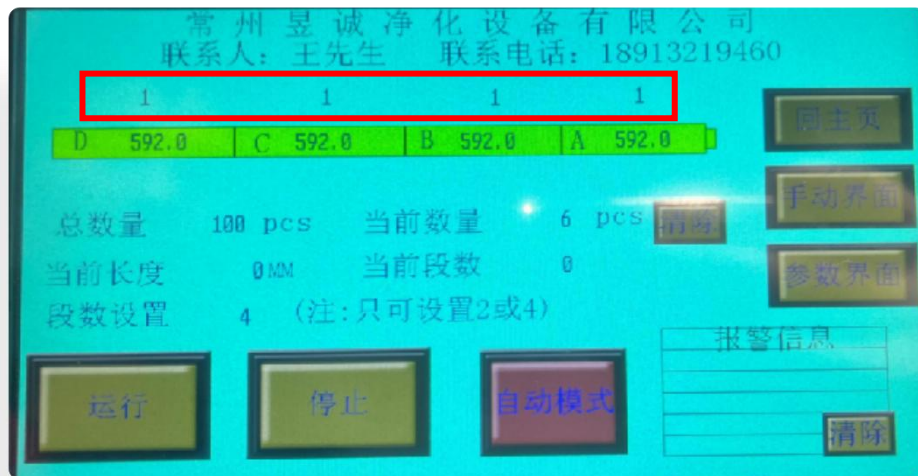 常州昱诚净化设备有限公司
联系人：王先生 联系电话：18913219460
1 1 1 1
D 592.0 C 592.0 B 592.0 A 592.0
回主页
手动界面
总数量 100 pcs 当前数量 6 pcs 清除
当前长度 0MM 当前段数 0
参数界面
段数设置 4 (注:只可设置2或4)
报警信息
运行 停止 自动模式
清除